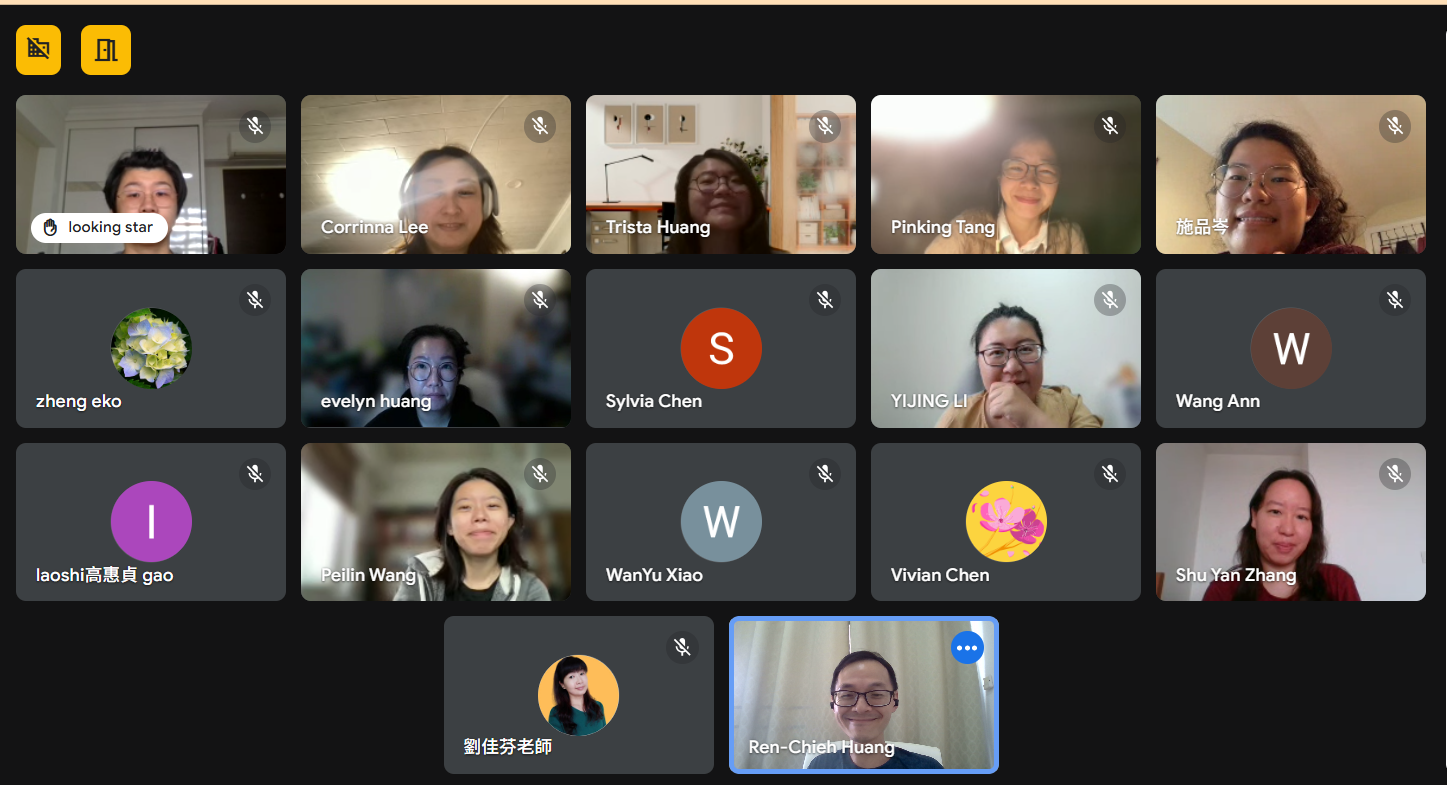 looking star
Corrinna Lee
Trista Huang
Pinking Tang
施品岑
zheng eko
evelyn huang
S
Sylvia Chen
YIJING LI
W
Wang Ann
I
laoshi高惠貞 gao
Peilin Wang
W
WanYu Xiao
Vivian Chen
Shu Yan Zhang
劉佳芬老師
Ren-Chieh Huang